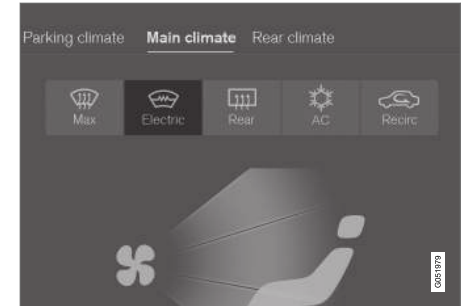 Parking climate Main climate Rear climate
Max Electric Rear AC Recirc
G051979